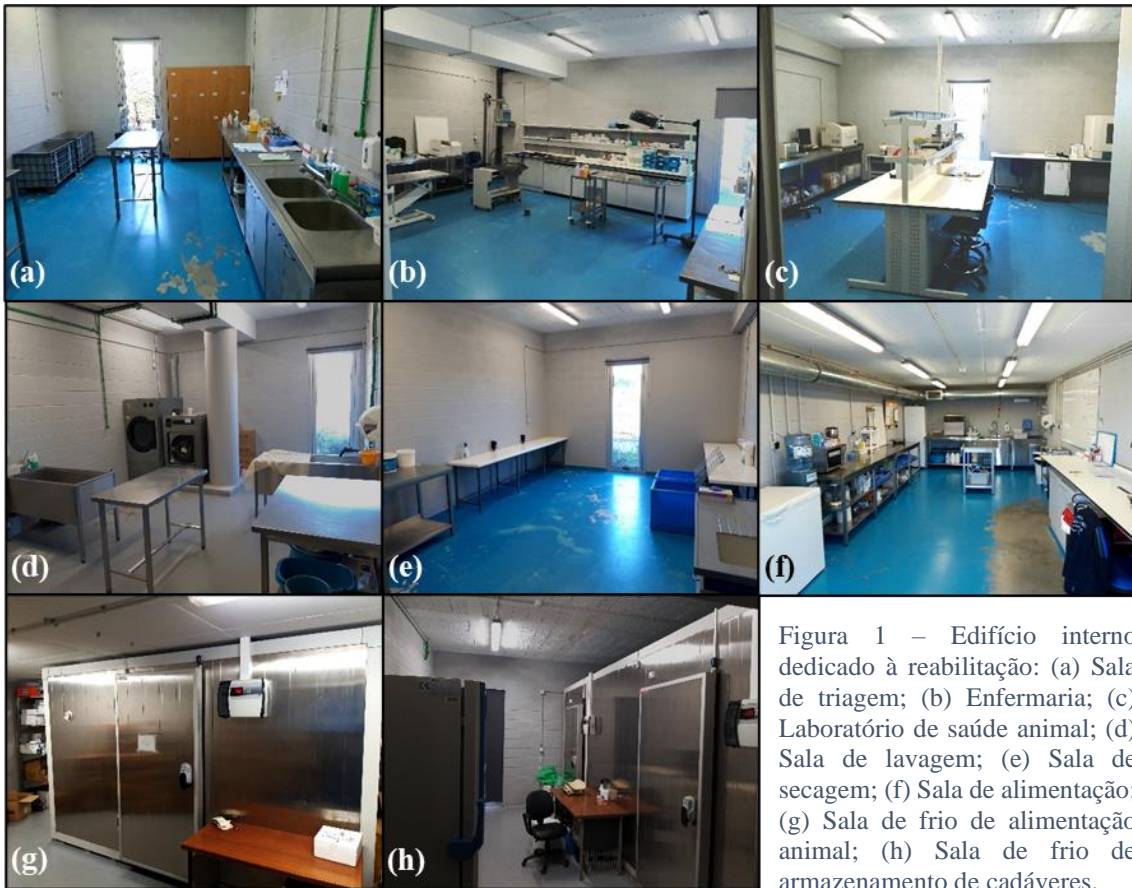 (a)
(b)
(c)
(d)
(e)
(f)
(g)
(h)
Figura 1 – Edifício interno
dedicado à reabilitação: (a) Sala
de triagem; (b) Enfermaria; (c)
Laboratório de saúde animal; (d)
Sala de lavagem; (e) Sala de
secagem; (f) Sala de alimentação;
(g) Sala de frio de alimentação
animal; (h) Sala de frio de
armazenamento de cadáveres.